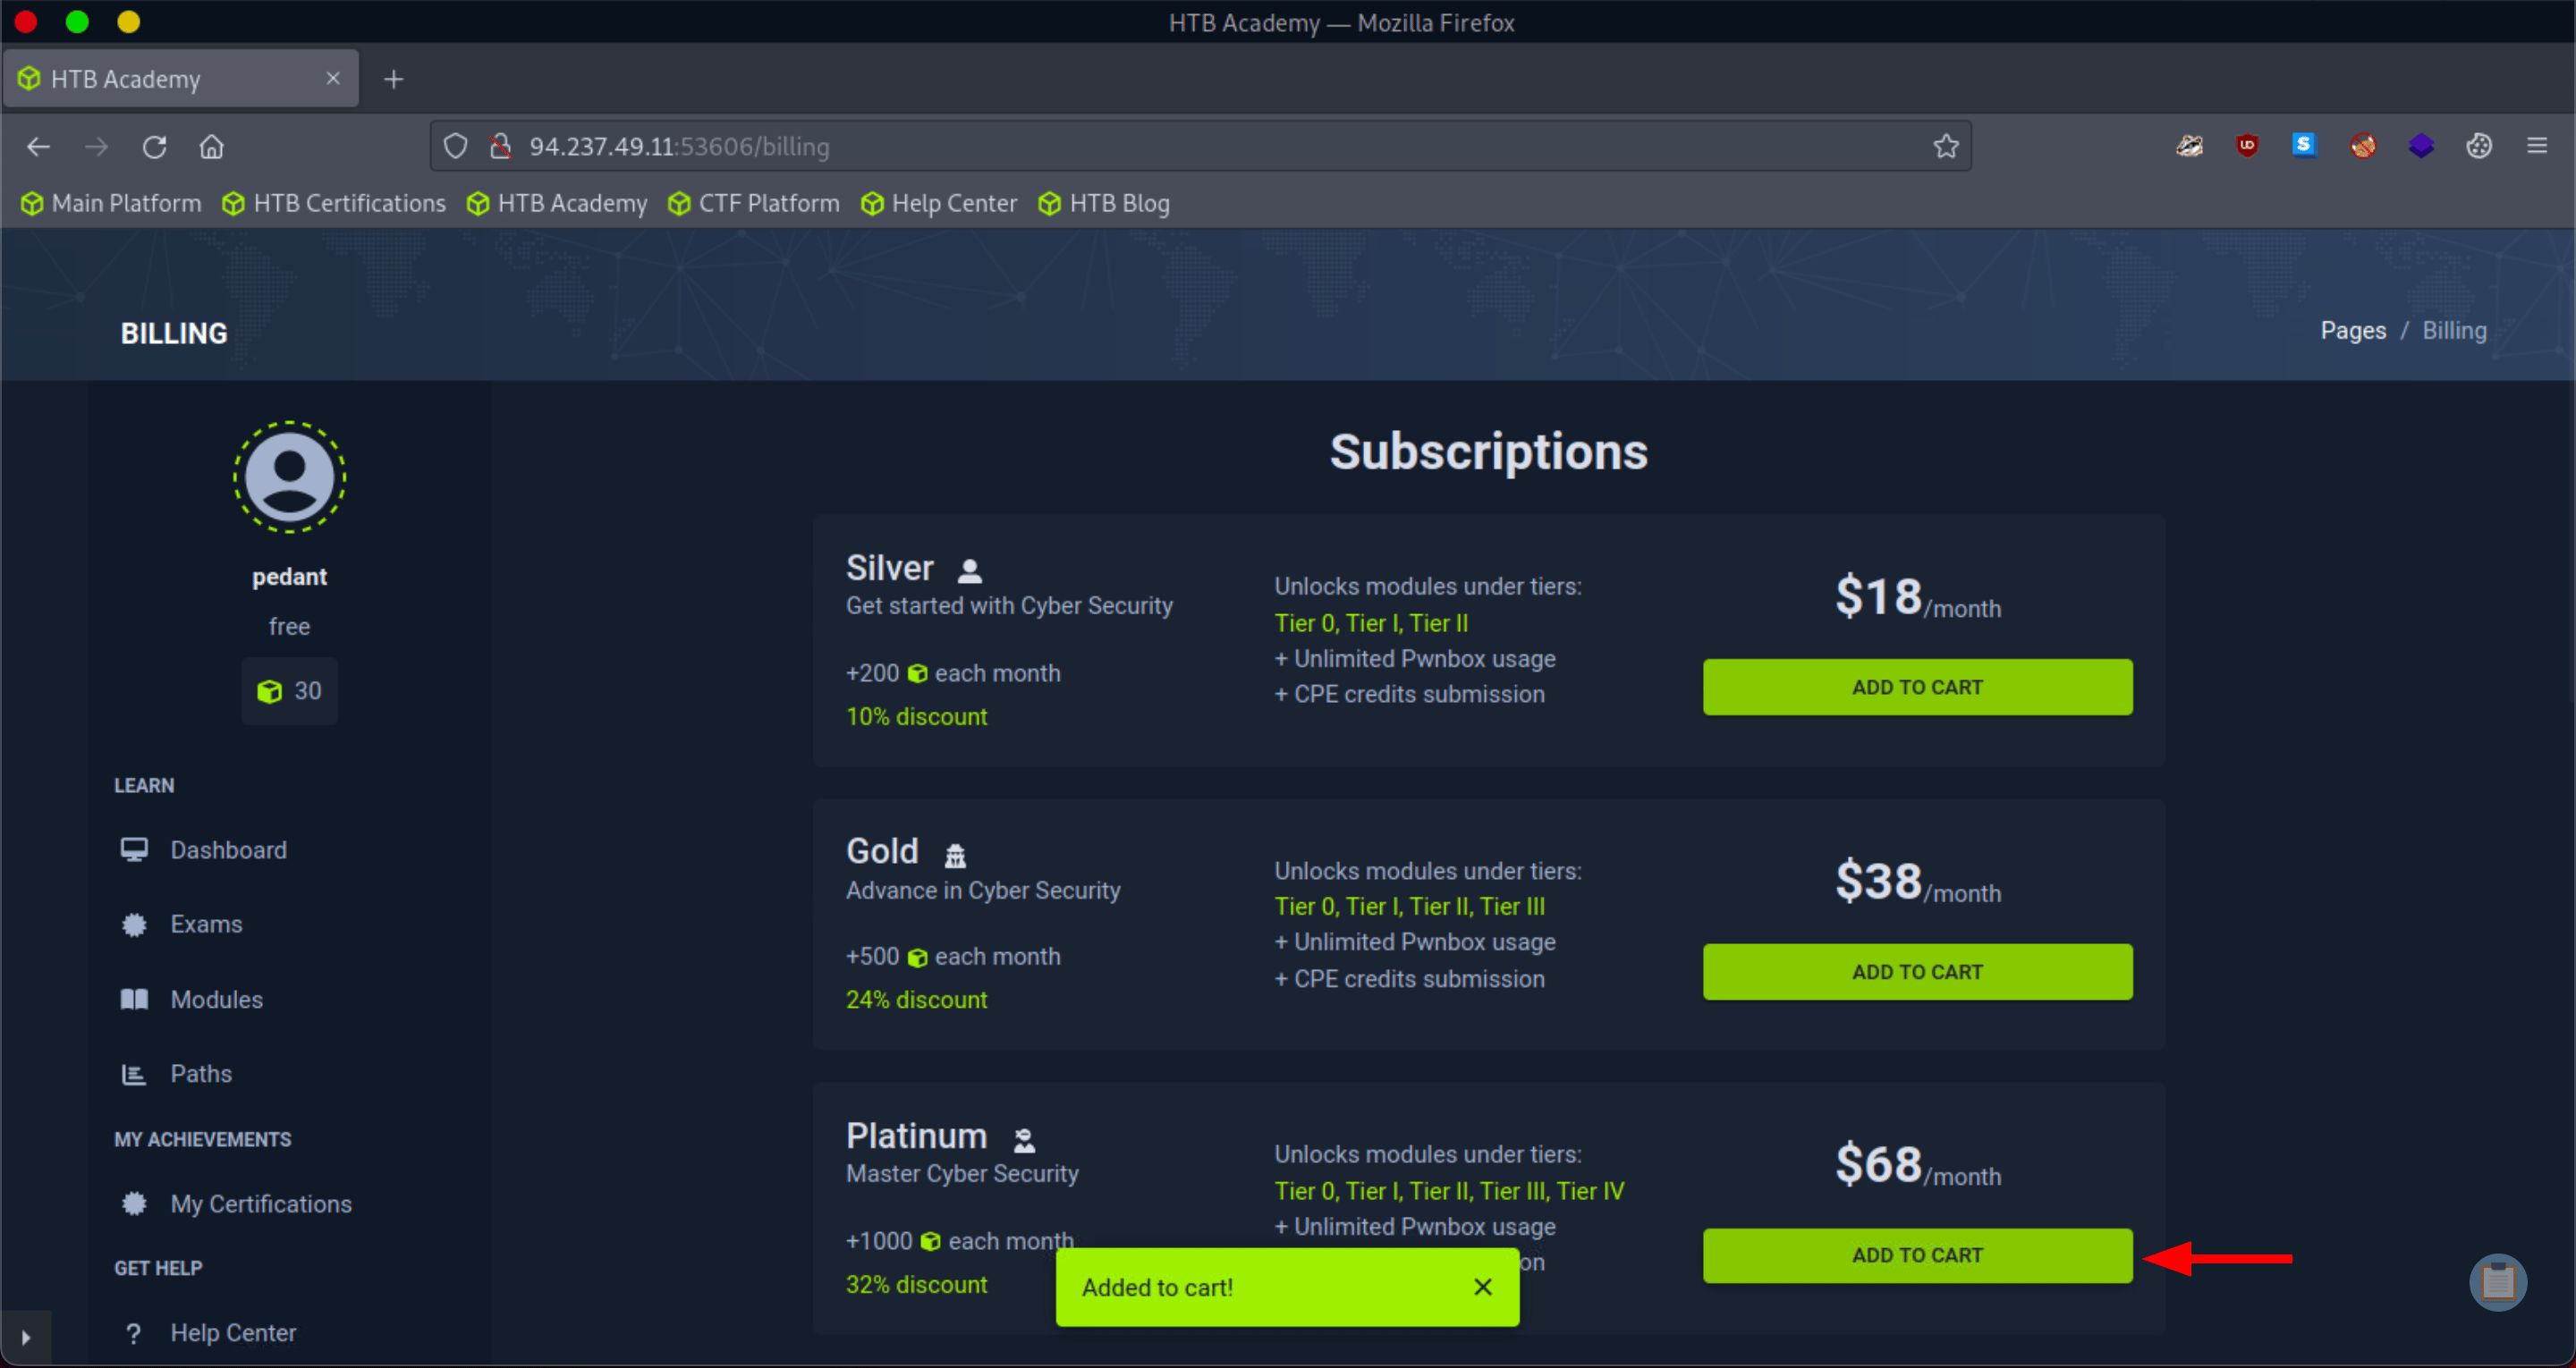 HTB Academy — Mozilla Firefox
HTB Academy
94.237.49.11:53606/billing
Main Platform HTB Certifications HTB Academy CTF Platform Help Center HTB Blog
BILLING
Pages / Billing
pedant
free
30
LEARN
Dashboard
Exams
Modules
Paths
MY ACHIEVEMENTS
My Certifications
GET HELP
? Help Center
Subscriptions
Silver
Get started with Cyber Security
+200 each month
10% discount
Unlocks modules under tiers:
Tier 0, Tier I, Tier II
+ Unlimited Pwnbox usage
+ CPE credits submission
$18/month
ADD TO CART
Gold
Advance in Cyber Security
+500 each month
24% discount
Unlocks modules under tiers:
Tier 0, Tier I, Tier II, Tier III
+ Unlimited Pwnbox usage
+ CPE credits submission
$38/month
ADD TO CART
Platinum
Master Cyber Security
+1000 each month
32% discount
Unlocks modules under tiers:
Tier 0, Tier I, Tier II, Tier III, Tier IV
+ Unlimited Pwnbox usage
on
$68/month
ADD TO CART
Added to cart!